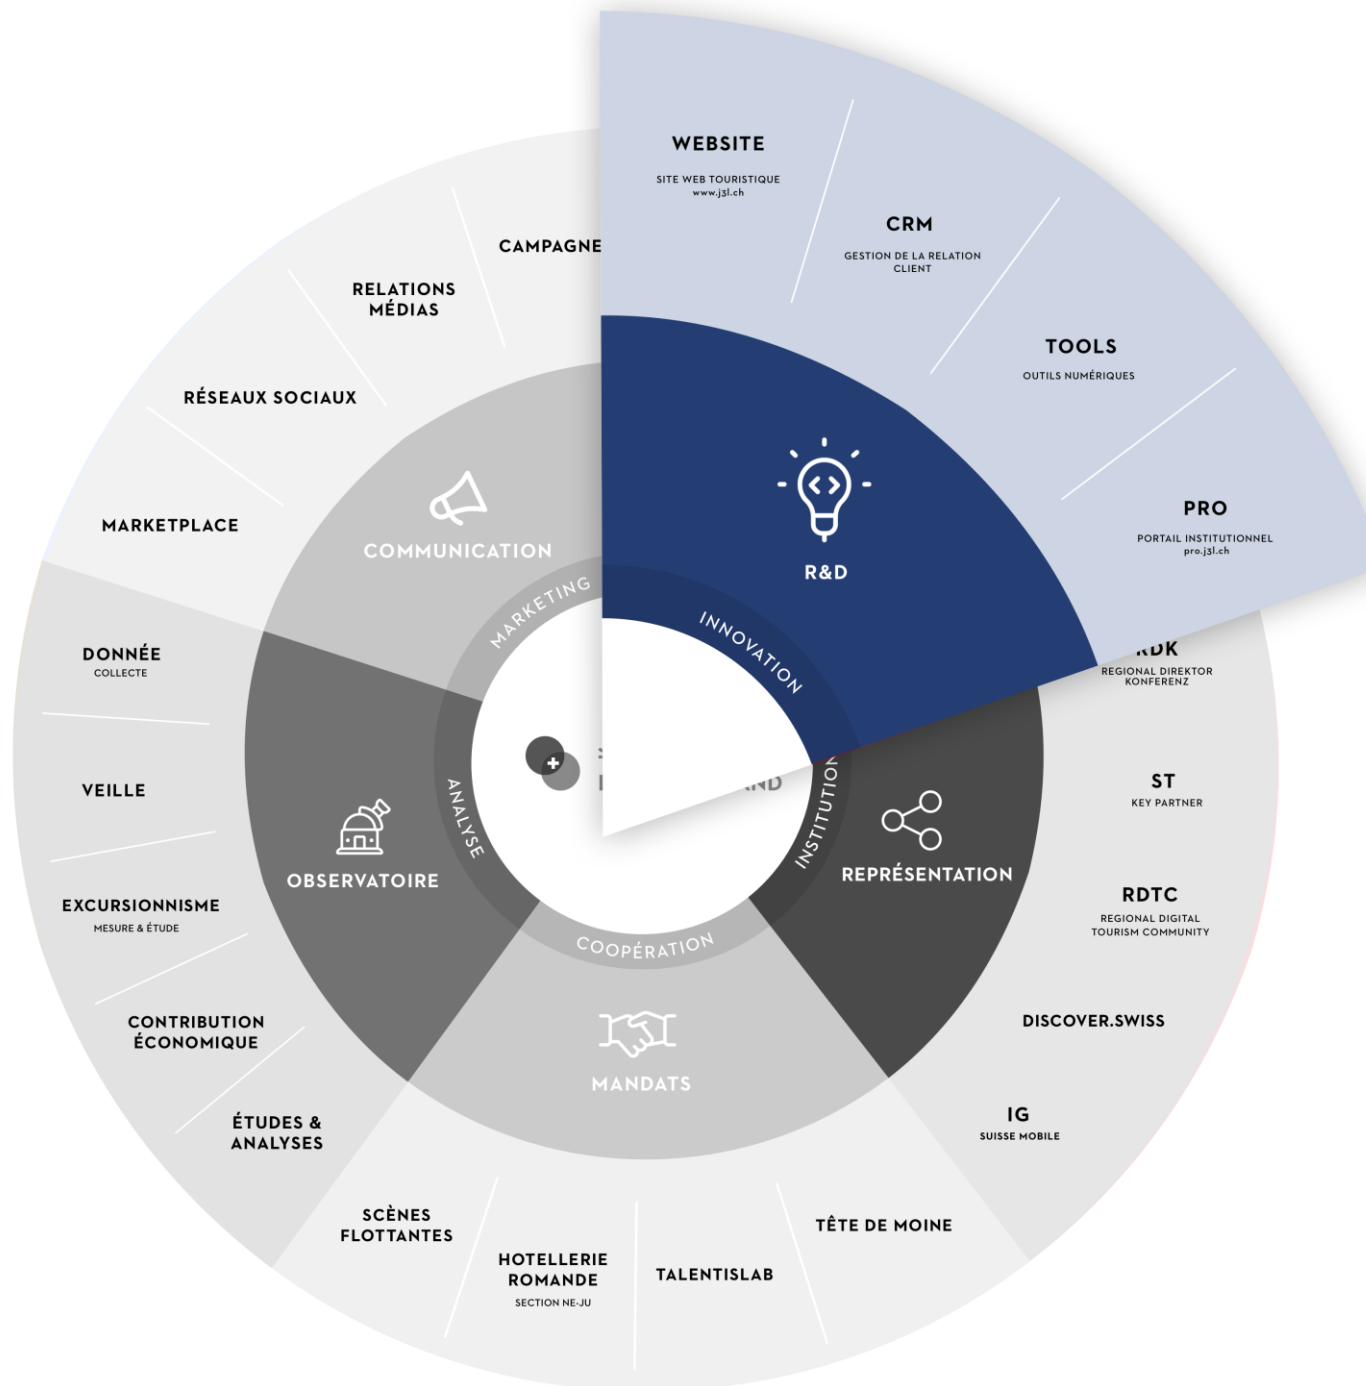 WEBSITE
SITE WEB TOURISTIQUE
www.j3l.ch
CRM
GESTION DE LA RELATION
CLIENT
TOOLS
OUTILS NUMÉRIQUES
PRO
PORTAIL INSTITUTIONNEL
pro.j3l.ch
R&D
INNOVATION
CAMPAGNE
RELATIONS
MÉDIAS
RÉSEAUX SOCIAUX
MARKETPLACE
COMMUNICATION
MARKETING
DONNÉE
COLLECTE
VEILLE
EXCURSIONNISME
MESURE & ÉTUDE
CONTRIBUTION
ÉCONOMIQUE
ÉTUDES &
ANALYSES
OBSERVATOIRE
ANALYSE
SCÈNES
FLOTTANTES
HOTELLERIE
ROMANDE
SECTION NE-JU
TALENTISLAB
TÊTE DE MOINE
MANDATS
COOPÉRATION
RDK
REGIONAL DIREKTOR
KONFERENZ
ST
KEY PARTNER
RDTC
REGIONAL DIGITAL
TOURISM COMMUNITY
DISCOVER.SWISS
IG
SUISSE MOBILE
REPRÉSENTATION
INSTITUTION